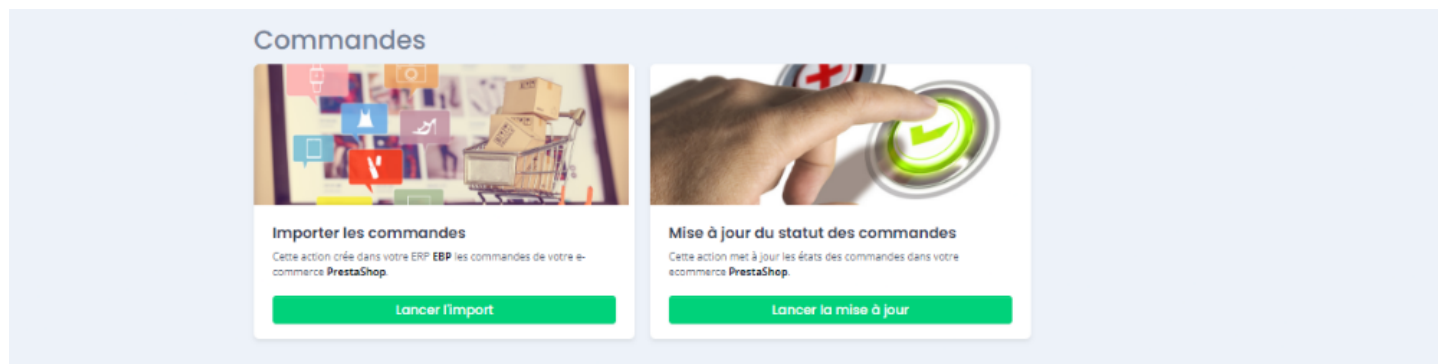 Commandes
Importer les commandes
Cette action crée dans votre ERP EBP les commandes de votre e-
commerce PrestaShop.
Lancer l'import
Mise à jour du statut des commandes
Cette action met à jour les états des commandes dans votre
ecommerce PrestaShop.
Lancer la mise à jour